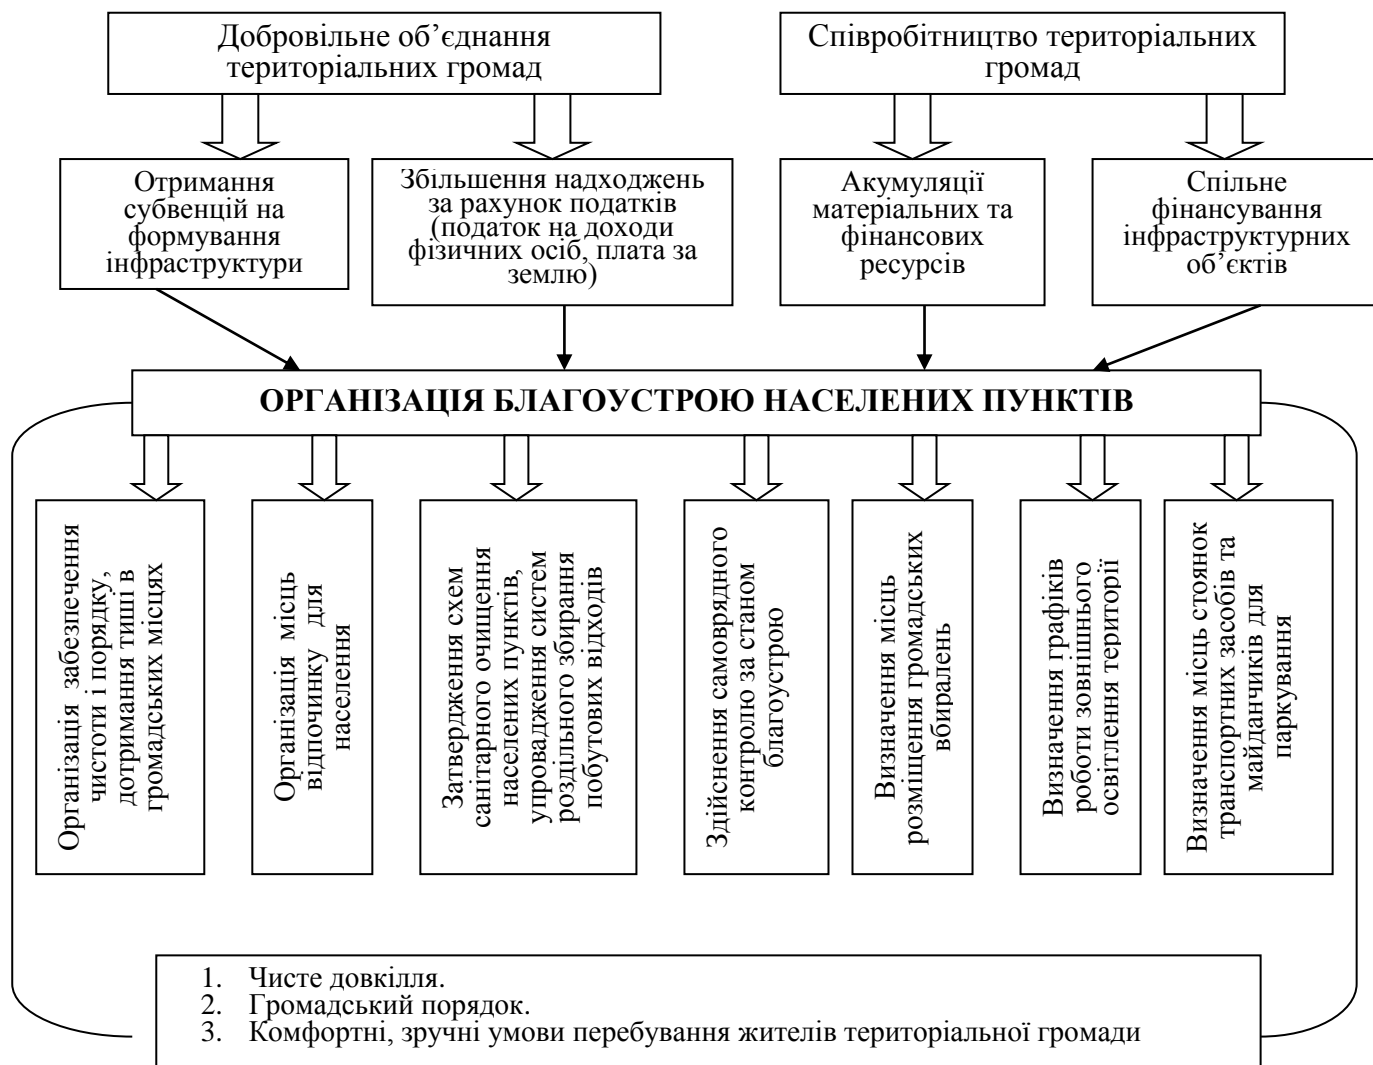 Добровільне об’єднання
територіальних громад
Співробітництво територіальних
громад
Отримання
субвенцій на
формування
інфраструктури
Збільшення надходжень
за рахунок податків
(податок на доходи
фізичних осіб, плата за
землю)
Акумуляції
матеріальних та
фінансових
ресурсів
Спільне
фінансування
інфраструктурних
об’єктів
ОРГАНІЗАЦІЯ БЛАГОУСТРОЮ НАСЕЛЕНИХ ПУНКТІВ
Організація забезпечення
чистоти і порядку,
дотримання тиші в
громадських місцях
Організація місць
відпочинку для
населення
Затвердження схем
санітарного очищення
населених пунктів,
упровадження систем
роздільного збирання
побутових відходів
Здійснення самоврядного
контролю за станом
благоустрою
Визначення місць
розміщення громадських
вбиралень
Визначення графіків
роботи зовнішнього
освітлення території
Визначення місць стоянок
транспортних засобів та
майданчиків для
паркування
1. Чисте довкілля.
2. Громадський порядок.
3. Комфортні, зручні умови перебування жителів територіальної громади